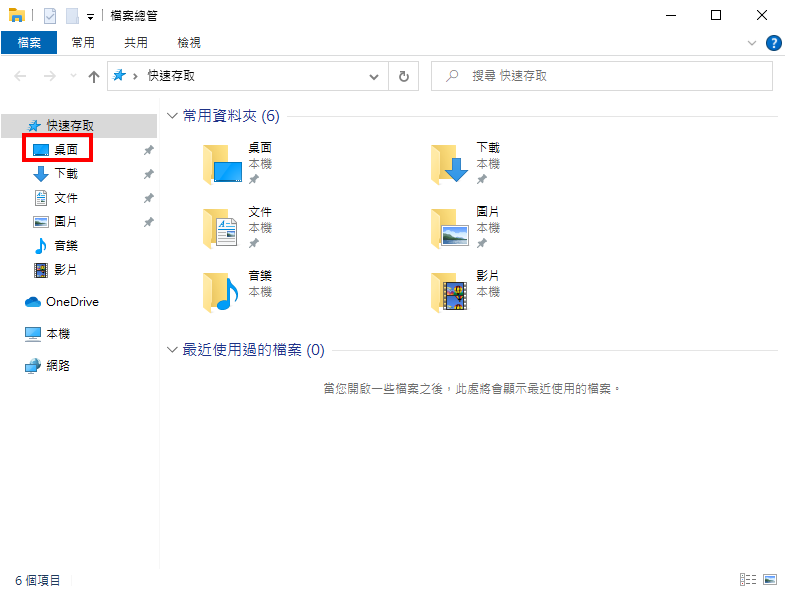 檔案總管
檔案 常用 共用 檢視
?
快速存取
搜尋 快速存取
快速存取
桌面
下載
文件
圖片
音樂
影片
OneDrive
本機
網路
常用資料夾 (6)
桌面
本機
下載
本機
文件
本機
圖片
本機
音樂
本機
影片
本機
最近使用過的檔案 (0)
當您開啟一些檔案之後，此處將會顯示最近使用的檔案。
6 個項目